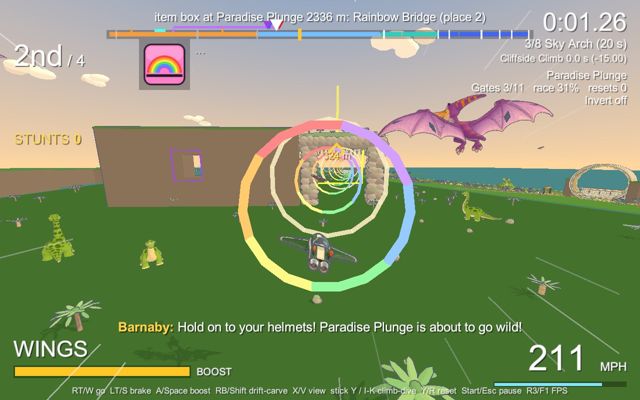 item box at Paradise Plunge 2336 m: Rainbow Bridge (place 2)
0:01.26
2nd / 4
...
3/8 Sky Arch (20 s)
Cliffside Climb 0.0 s (-15.00)
Paradise Plunge
Gates 3/11 race 31% resets 0
Invert off
STUNTS 0
Barnaby: Hold on to your helmets! Paradise Plunge is about to go wild!
WINGS
BOOST
211 MPH
RT/W go LT/S brake A/Space boost RB/Shift drift-carve X/V view stick Y / I-K climb-dive Y/R reset Start/Esc pause R3/F1 FPS